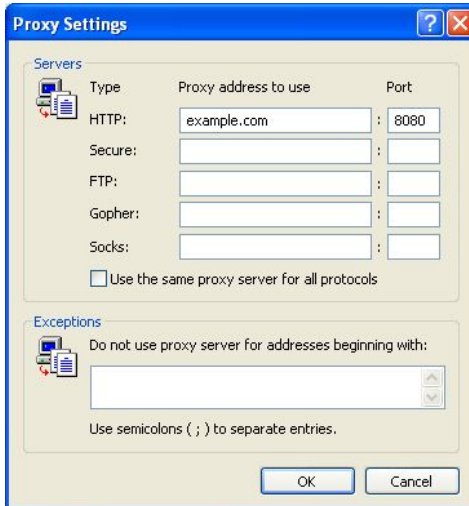 Proxy Settings
Servers
Type Proxy address to use Port
HTTP: example.com : 8080
Secure: :
FTP: :
Gopher: :
Socks: :
Use the same proxy server for all protocols
Exceptions
Do not use proxy server for addresses beginning with:
Use semicolons ( ; ) to separate entries.
OK Cancel